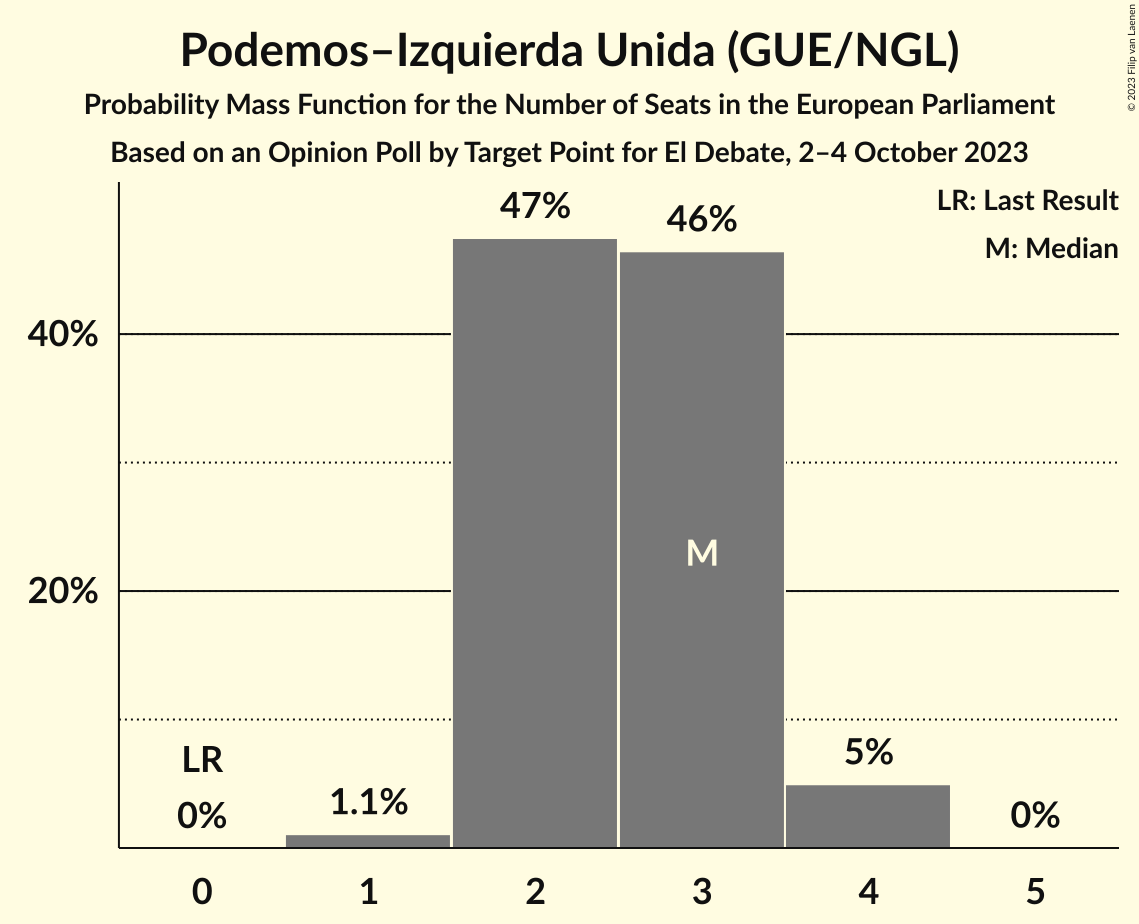 Podemos–Izquierda Unida (GUE/NGL)
Probability Mass Function for the Number of Seats in the European Parliament
Based on an Opinion Poll by Target Point for El Debate, 2–4 October 2023
© 2023 Filip van Laenen
LR: Last Result
M: Median
47%
46%
40%
M
20%
LR
5%
0%
1.1%
0%
0 1 2 3 4 5